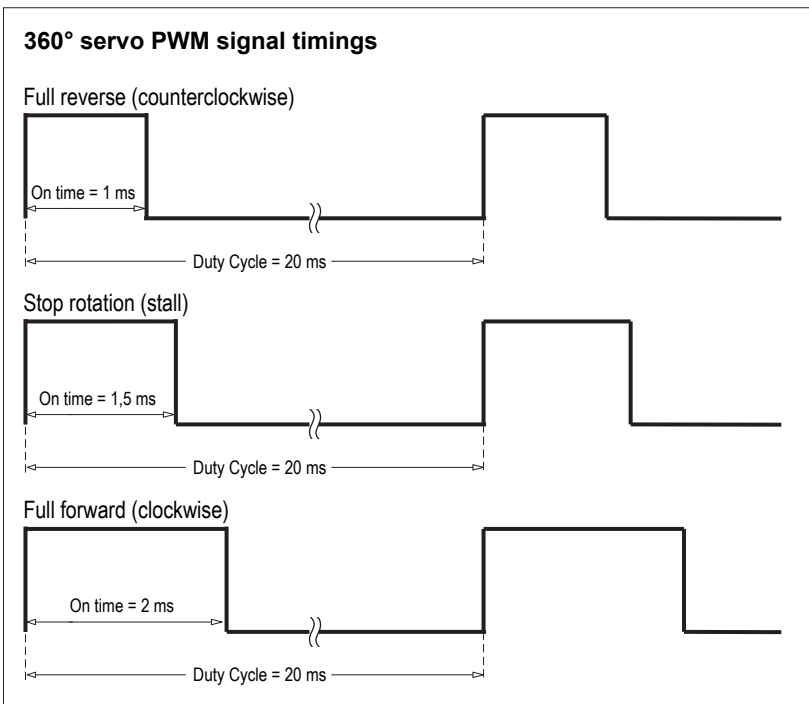 360° servo PWM signal timings
Full reverse (counterclockwise)
On time = 1 ms
Duty Cycle = 20 ms
Stop rotation (stall)
On time = 1,5 ms
Duty Cycle = 20 ms
Full forward (clockwise)
On time = 2 ms
Duty Cycle = 20 ms